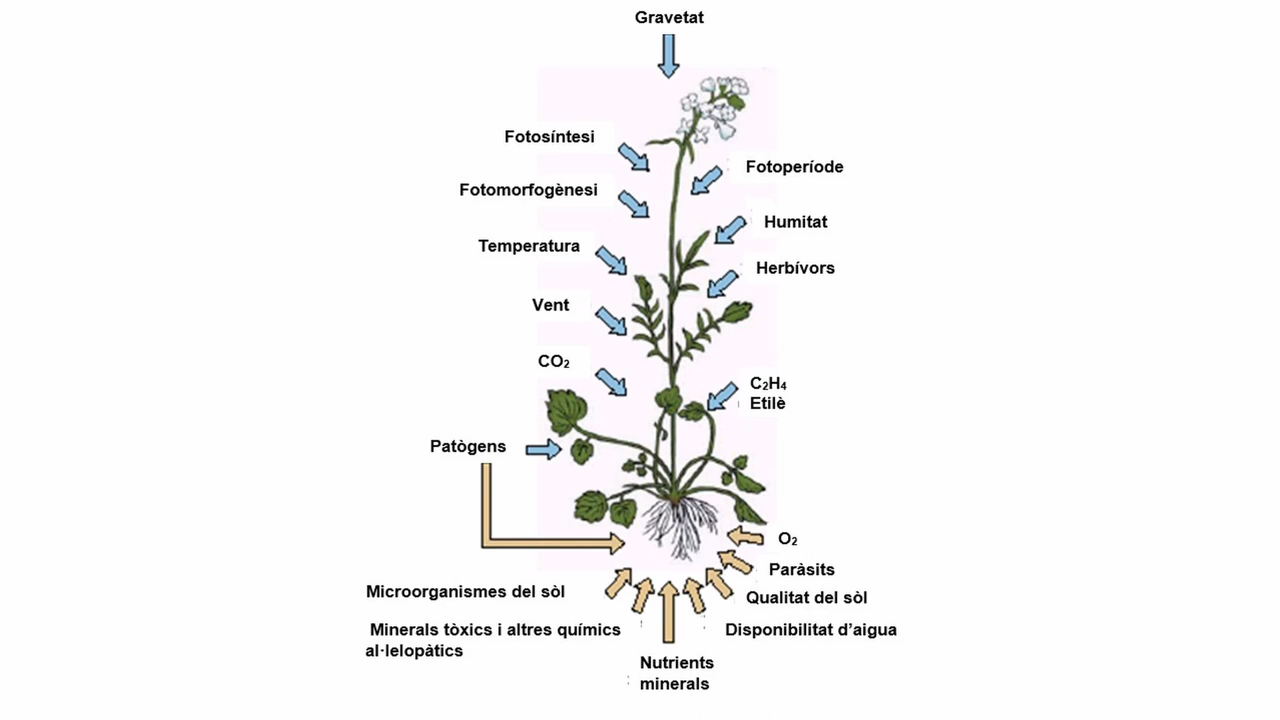 Gravetat
Fotosíntesi
Fotoperíode
Fotomorfogènesi
Humitat
Temperatura
Herbívors
Vent
CO₂
C₂H₄
Etilè
Patògens
O₂
Paràsits
Microorganismes del sòl
Qualitat del sòl
Minerals tòxics i altres químics
al·lelopàtics
Disponibilitat d’aigua
Nutrients
minerals